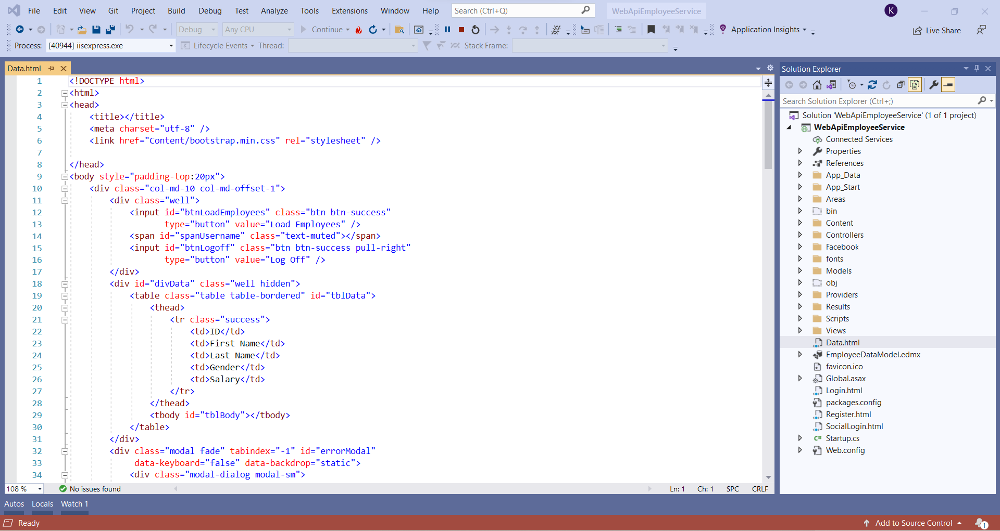 File Edit View Git Project Build Debug Test Analyze Tools Extensions Window Help Search (Ctrl+Q) WebApiEmployeeService K
Debug Any CPU Continue Application Insights Live Share
Process: [40944] iisexpress.exe Lifecycle Events Thread: Stack Frame:
Data.html
1 <!DOCTYPE html>
2 <html>
3 <head>
4 <title></title>
5 <meta charset="utf-8" />
6 <link href="Content/bootstrap.min.css" rel="stylesheet" />
7
8 </head>
9 <body style="padding-top:20px">
10 <div class="col-md-10 col-md-offset-1">
11 <div class="well">
12 <input id="btnLoadEmployees" class="btn btn-success"
13 type="button" value="Load Employees" />
14 <span id="spanUsername" class="text-muted"></span>
15 <input id="btnLogoff" class="btn btn-success pull-right"
16 type="button" value="Log Off" />
17 </div>
18 <div id="divData" class="well hidden">
19 <table class="table table-bordered" id="tblData">
20 <thead>
21 <tr class="success">
22 <td>ID</td>
23 <td>First Name</td>
24 <td>Last Name</td>
25 <td>Gender</td>
26 <td>Salary</td>
27 </tr>
28 </thead>
29 <tbody id="tblBody"></tbody>
30 </table>
31 </div>
32 <div class="modal fade" tabindex="-1" id="errorModal"
33 data-keyboard="false" data-backdrop="static">
34 <div class="modal-dialog modal-sm">
108 % No issues found Ln: 1 Ch: 1 SPC CRLF
Solution Explorer
Search Solution Explorer (Ctrl+;)
Solution 'WebApiEmployeeService' (1 of 1 project)
WebApiEmployeeService
Connected Services
Properties
References
App_Data
App_Start
Areas
bin
Content
Controllers
Facebook
fonts
Models
obj
Providers
Results
Scripts
Views
Data.html
EmployeeDataModel.edmx
favicon.ico
Global.asax
Login.html
packages.config
Register.html
SocialLogin.html
Startup.cs
Web.config
Autos Locals Watch 1
Ready Add to Source Control 1